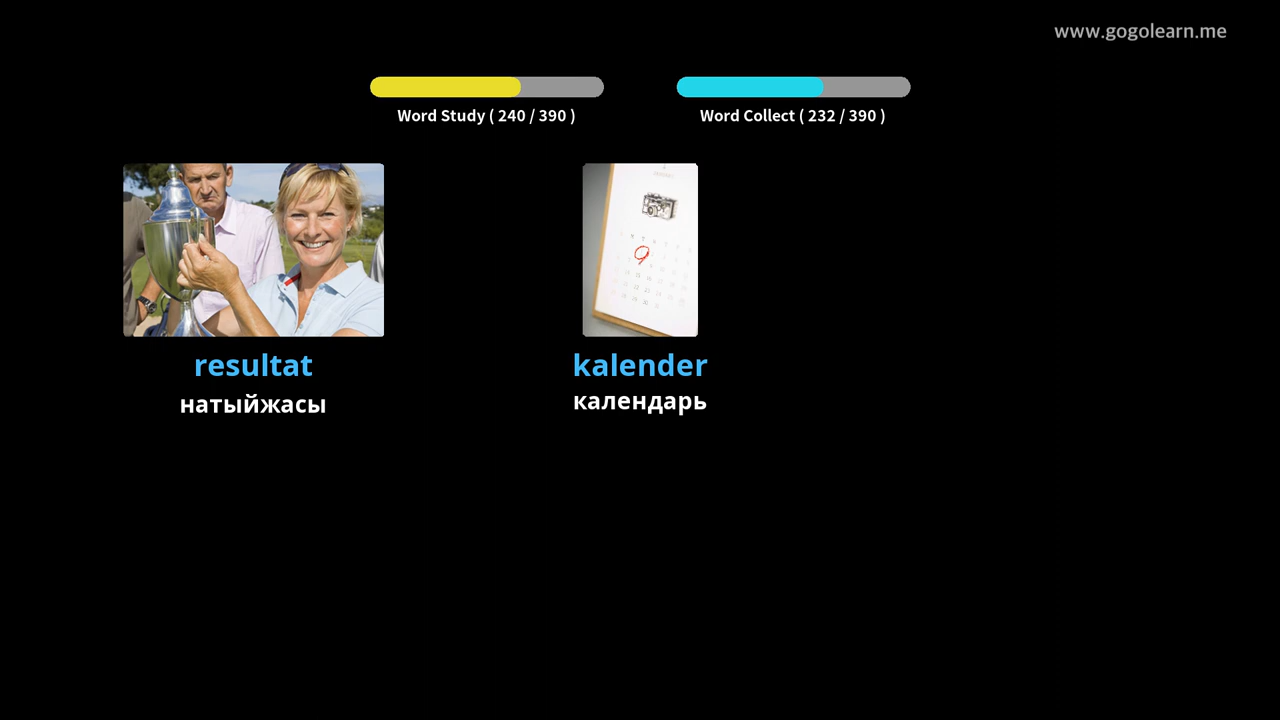 www.gogolearn.me
Word Study ( 240 / 390 )
Word Collect ( 232 / 390 )
resultat
kalender
натыйжасы
календарь